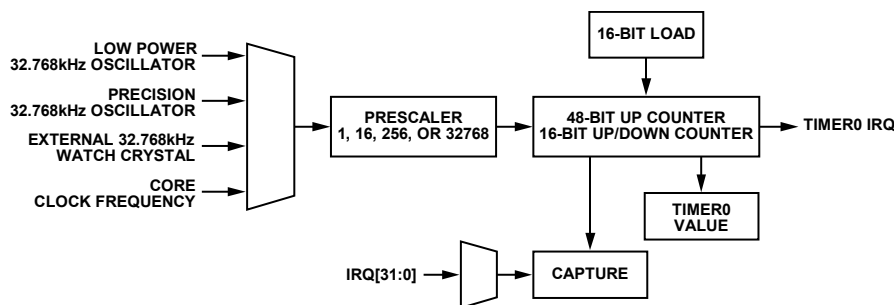 16-BIT LOAD
LOW POWER
32.768kHz OSCILLATOR
PRECISION
32.768kHz OSCILLATOR
EXTERNAL 32.768kHz
WATCH CRYSTAL
CORE
CLOCK FREQUENCY
PRESCALER
1, 16, 256, OR 32768
48-BIT UP COUNTER
16-BIT UP/DOWN COUNTER
TIMER0 IRQ
TIMER0
VALUE
IRQ[31:0]
CAPTURE